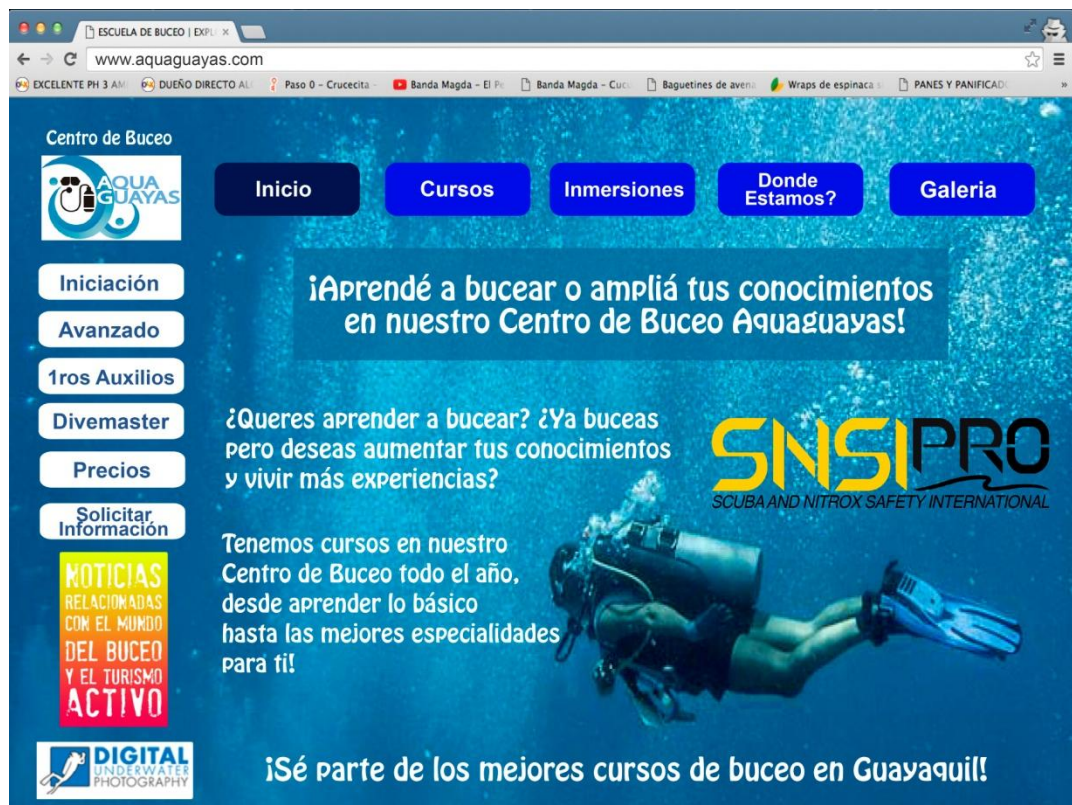 ESCUELA DE BUCEO | EXPL
www.aquaguayas.com
EXCELENTE PH 3 AM
DUEÑO DIRECTO AL
Paso 0 – Crucecita –
Banda Magda – El Pe
Banda Magda – Cucu
Baguetines de avena
Wraps de espinaca s
PANES Y PANIFICADO
Centro de Buceo
AQUA
GUAYAS
Inicio
Cursos
Inmersiones
Donde
Estamos?
Galeria
Iniciación
Avanzado
1ros Auxilios
Divemaster
Precios
Solicitar
Información
NOTICIAS
RELACIONADAS
CON EL MUNDO
DEL BUCEO
Y EL TURISMO
ACTIVO
DIGITAL
UNDERWATER
PHOTOGRAPHY
¡Aprendé a bucear o ampliá tus conocimientos
en nuestro Centro de Buceo Aquaguayas!
¿Queres aprender a bucear? ¿Ya buceas
pero deseas aumentar tus conocimientos
y vivir más experiencias?
SNSIPRO
SCUBA AND NITROX SAFETY INTERNATIONAL
Tenemos cursos en nuestro
Centro de Buceo todo el año,
desde aprender lo básico
hasta las mejores especialidades
para ti!
¡Sé parte de los mejores cursos de buceo en Guayaquil!